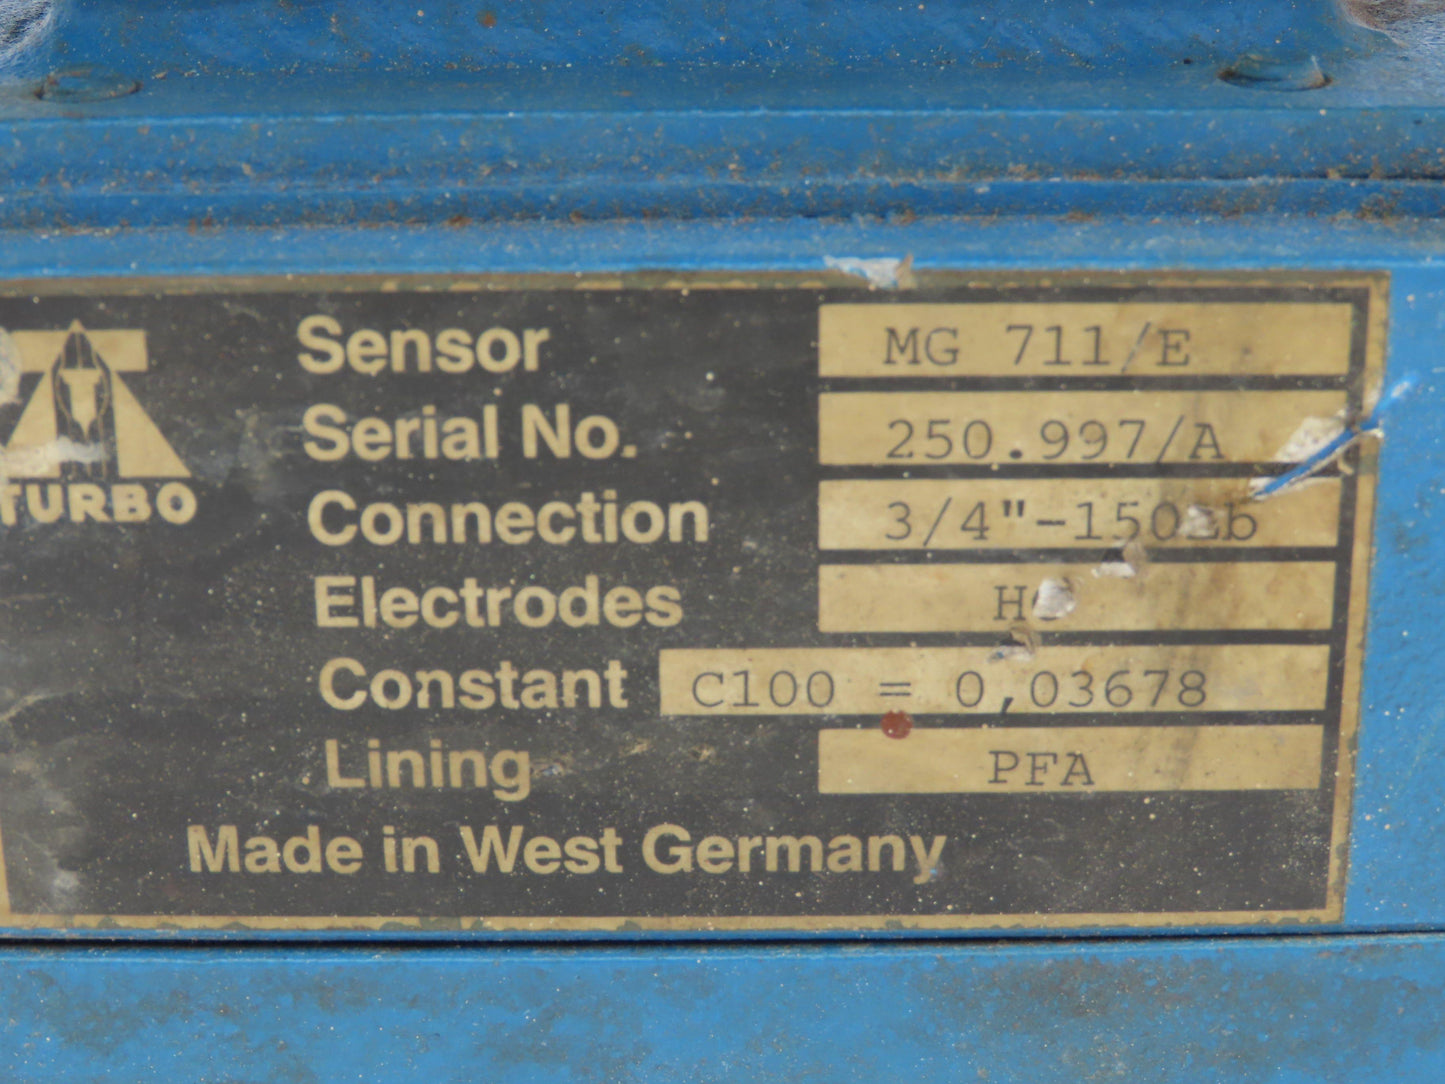 TURBO
Sensor MG 711/E
Serial No. 250.997/A
Connection 3/4"-150Lb
Electrodes
Constant C100 = 0,03678
Lining PFA
Made in West Germany